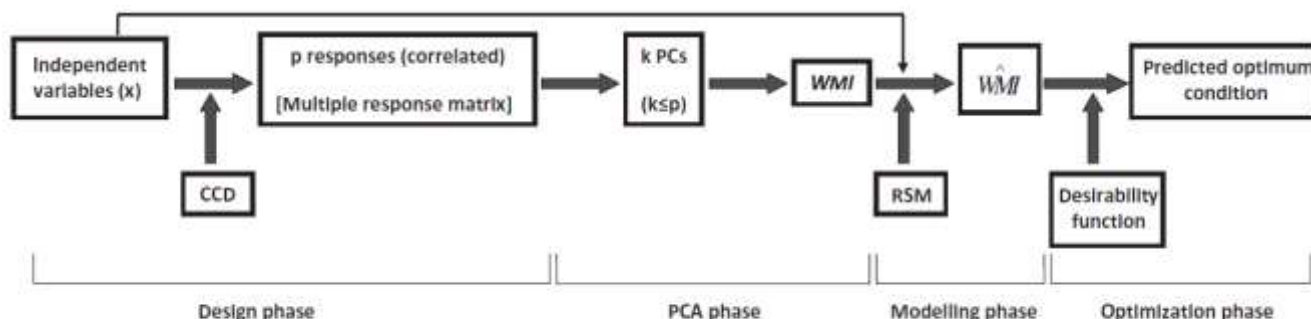 Independent
variables (x)
p responses (correlated)
[Multiple response matrix]
k PCs
(k≤p)
WMI
ŴMI
Predicted optimum
condition
CCD
RSM
Desirability
function
Design phase
PCA phase
Modelling phase
Optimization phase